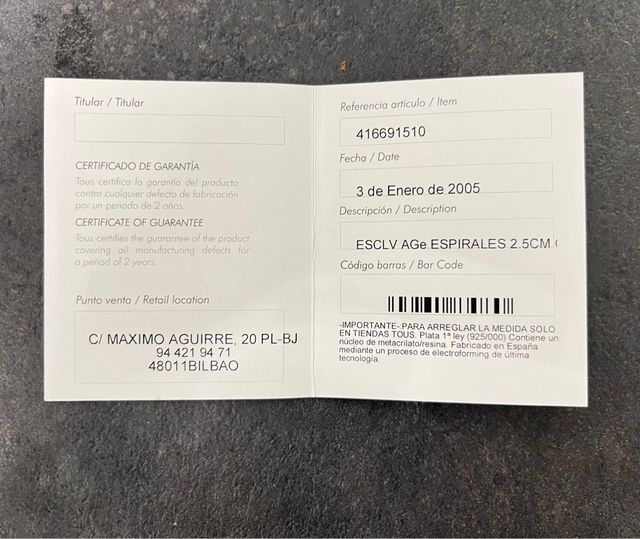 Titular / Titular
CERTIFICADO DE GARANTÍA
Tous certifica la garantía del producto
contra cualquier defecto de fabricación
por un periodo de 2 años.
CERTIFICATE OF GUARANTEE
Tous certifies the guarantee of the product
covering all manufacturing defects for
a period of 2 years.
Punto venta / Retail location
C/ MAXIMO AGUIRRE, 20 PL-BJ
94 421 94 71
48011BILBAO
Referencia artículo / Item
416691510
Fecha / Date
3 de Enero de 2005
Descripción / Description
ESCLV AGe ESPIRALES 2.5CM
Código barras / Bar Code
-IMPORTANTE-:PARA ARREGLAR LA MEDIDA SOLO
EN TIENDAS TOUS. Plata 1ª ley (925/000) Contiene un
núcleo de metacrilato/resina. Fabricado en España
mediante un proceso de electroforming de última
tecnología.